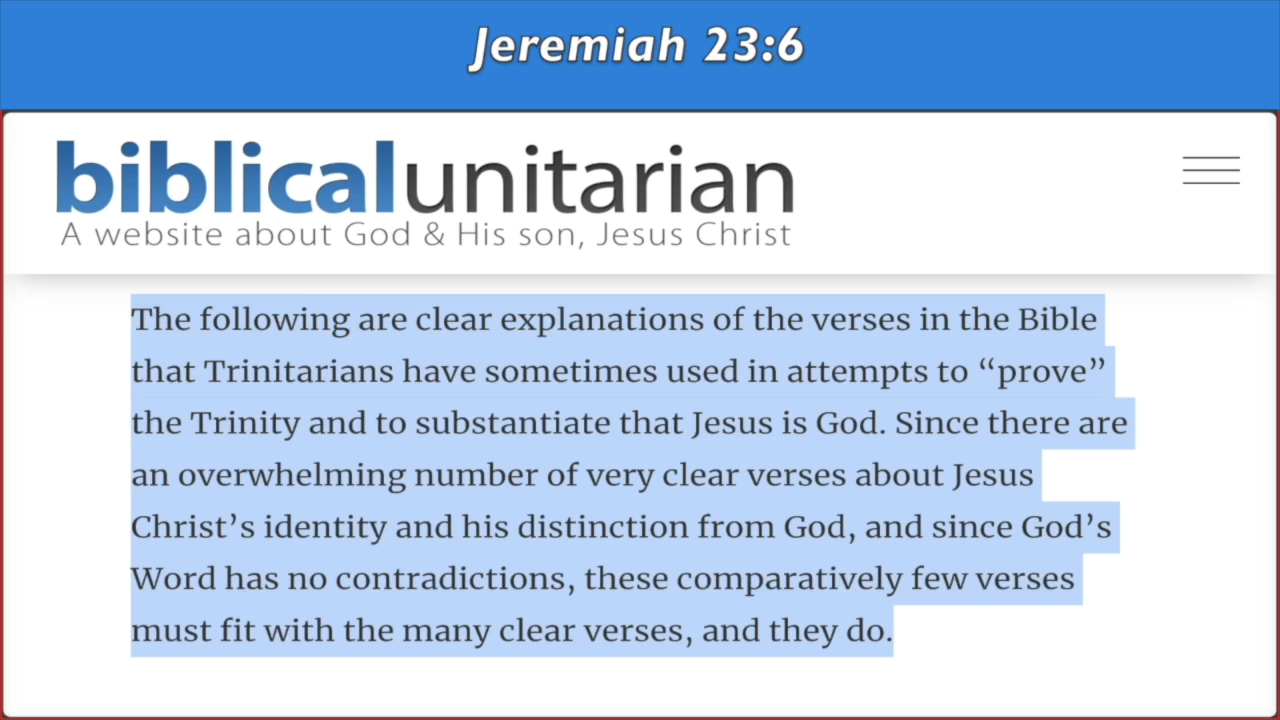 Jeremiah 23:6
biblicalunitarian
A website about God & His son, Jesus Christ
The following are clear explanations of the verses in the Bible
that Trinitarians have sometimes used in attempts to “prove”
the Trinity and to substantiate that Jesus is God. Since there are
an overwhelming number of very clear verses about Jesus
Christ’s identity and his distinction from God, and since God’s
Word has no contradictions, these comparatively few verses
must fit with the many clear verses, and they do.